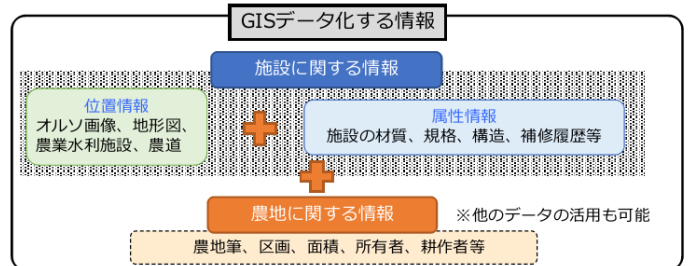 GISデータ化する情報
施設に関する情報
位置情報
オルソ画像、地形図、
農業水利施設、農道
属性情報
施設の材質、規格、構造、補修履歴等
農地に関する情報
※他のデータの活用も可能
農地筆、区画、面積、所有者、耕作者等